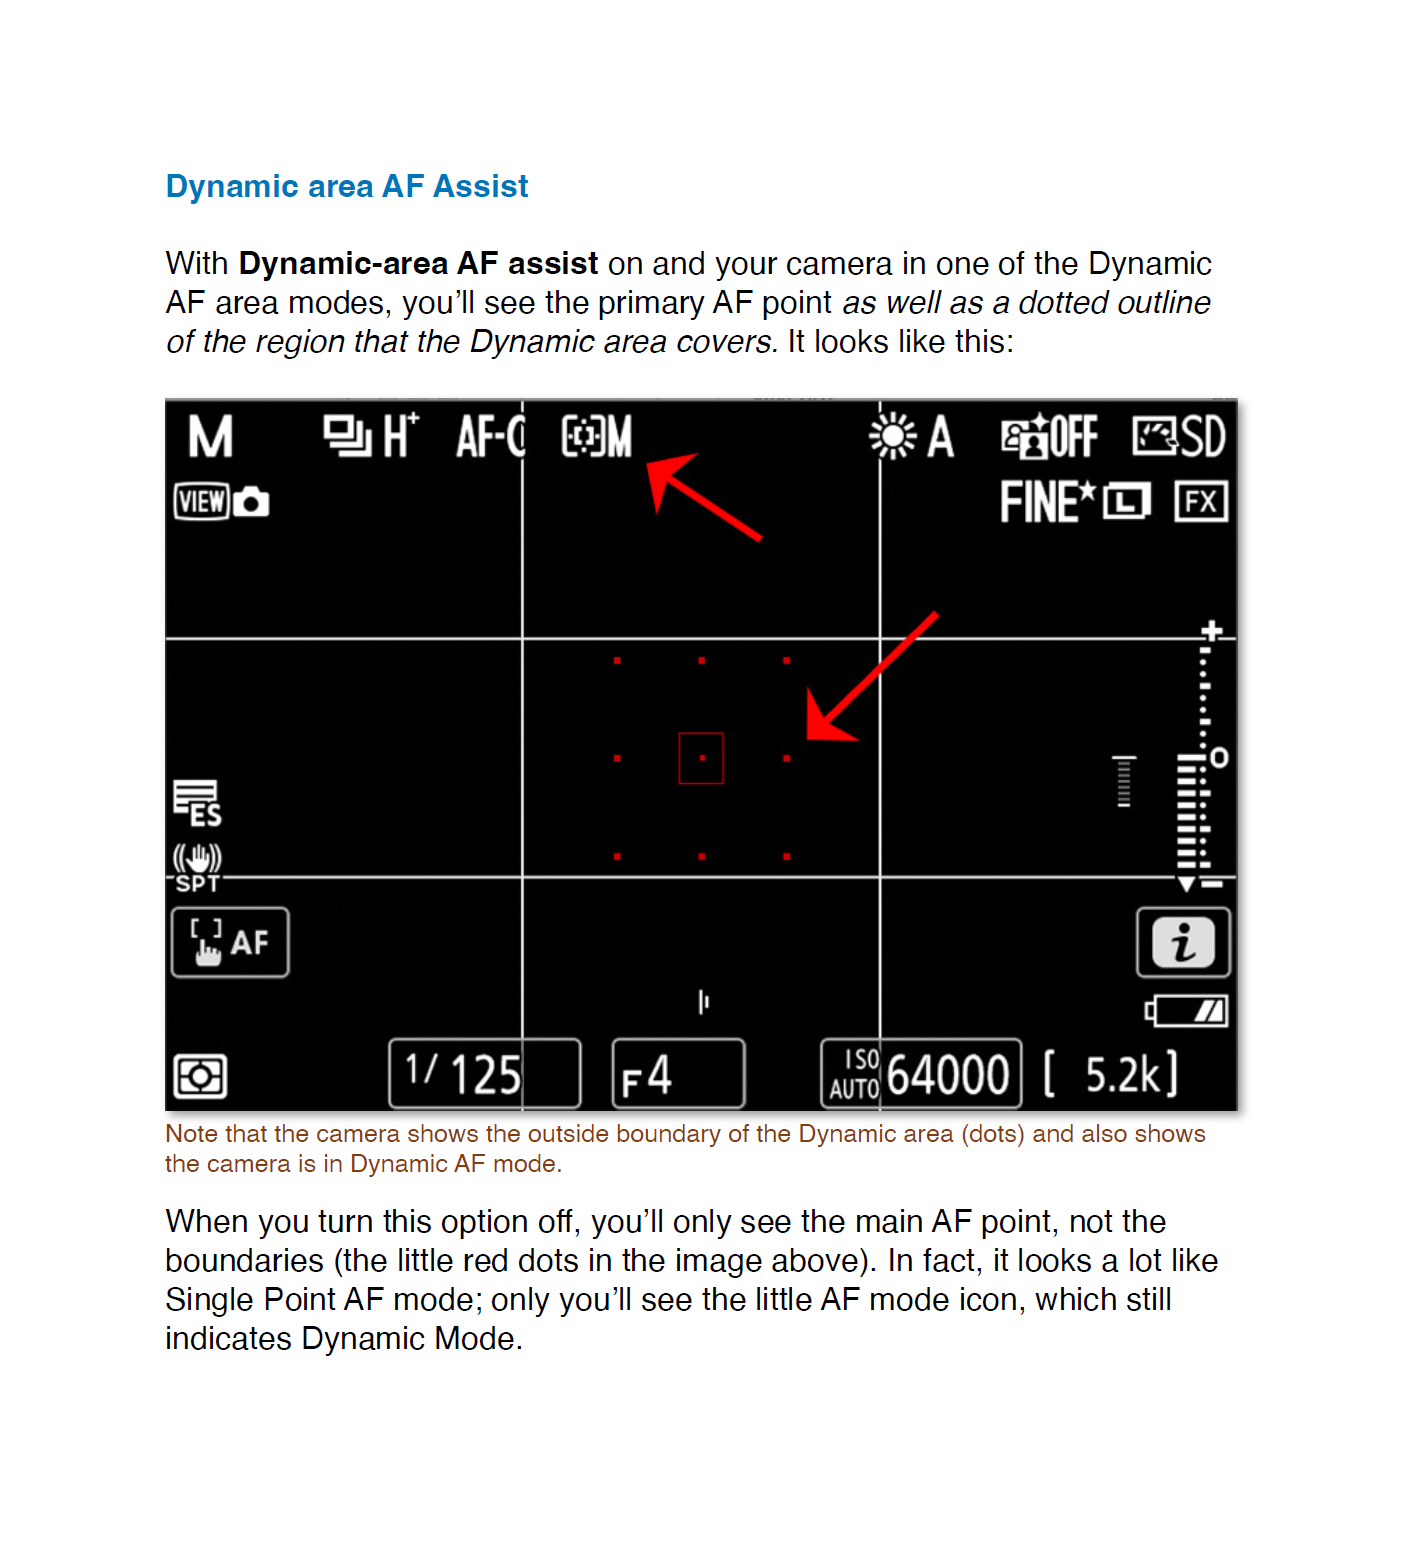 Dynamic area AF Assist
With Dynamic-area AF assist on and your camera in one of the Dynamic
AF area modes, you'll see the primary AF point as well as a dotted outline
of the region that the Dynamic area covers. It looks like this:
M H+ AF-C M A OFF SD
VIEW FINE★ L FX
ES
SPT
AF i
1/125 F4 ISO AUTO 64000 [ 5.2k]
Note that the camera shows the outside boundary of the Dynamic area (dots) and also shows
the camera is in Dynamic AF mode.
When you turn this option off, you'll only see the main AF point, not the
boundaries (the little red dots in the image above). In fact, it looks a lot like
Single Point AF mode; only you'll see the little AF mode icon, which still
indicates Dynamic Mode.